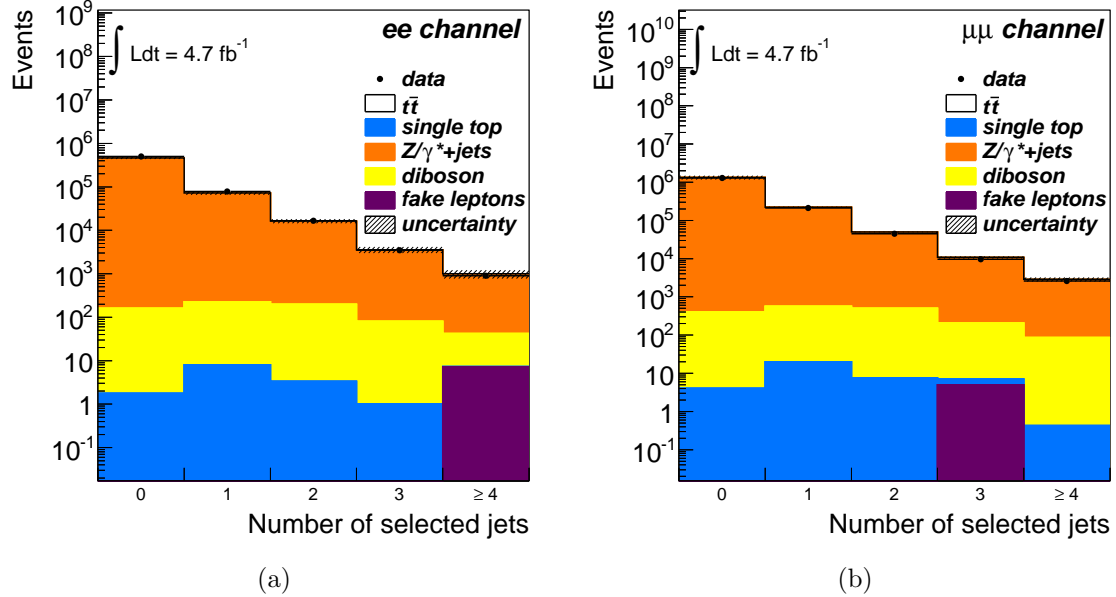 Events
10⁹
10⁸
10⁷
10⁶
10⁵
10⁴
10³
10²
10
1
10⁻¹
∫ Ldt = 4.7 fb⁻¹
ee channel
data
tt̄
single top
Z/γ*+jets
diboson
fake leptons
uncertainty
0 1 2 3 ≥ 4
Number of selected jets
(a)
Events
10¹⁰
10⁹
10⁸
10⁷
10⁶
10⁵
10⁴
10³
10²
10
1
10⁻¹
∫ Ldt = 4.7 fb⁻¹
μμ channel
data
tt̄
single top
Z/γ*+jets
diboson
fake leptons
uncertainty
0 1 2 3 ≥ 4
Number of selected jets
(b)